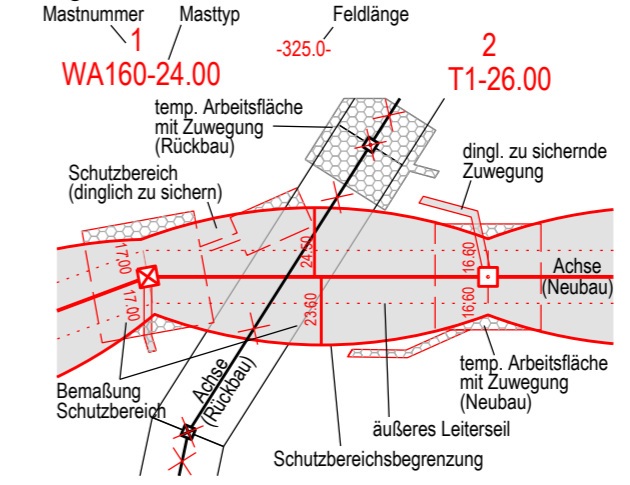 Mastnummer
Masttyp
Feldlänge
1
WA160-24.00
-325.0-
2
T1-26.00
temp. Arbeitsfläche
mit Zuwegung
(Rückbau)
dingl. zu sichernde
Zuwegung
Schutzbereich
(dinglich zu sichern)
17.00
17.00
24.50
23.60
16.60
16.60
Achse
(Neubau)
Achse
(Rückbau)
Bemaßung
Schutzbereich
temp. Arbeitsfläche
mit Zuwegung
(Neubau)
äußeres Leiterseil
Schutzbereichsbegrenzung